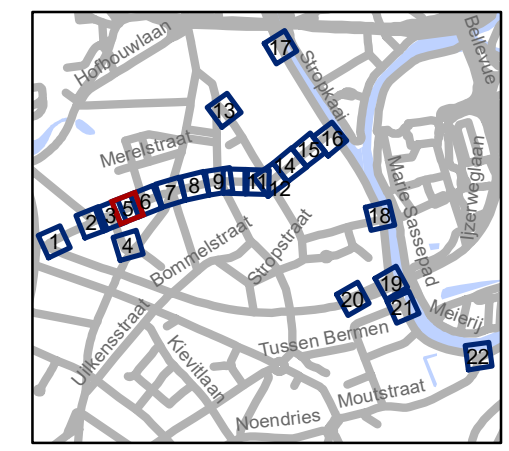 Hofbouwlaan
Bellevue
17
Stropkaai
13
Merelstraat
16
15
14
Ijzerweglaan
Marie Sassepad
11
12
9
8
7
6
5
3
2
1
4
18
Bommelstraat
Stropstraat
19
20
21
Meierij
Uilkensstraat
Kievitlaan
Tussen Bermen
22
Moutstraat
Noendries